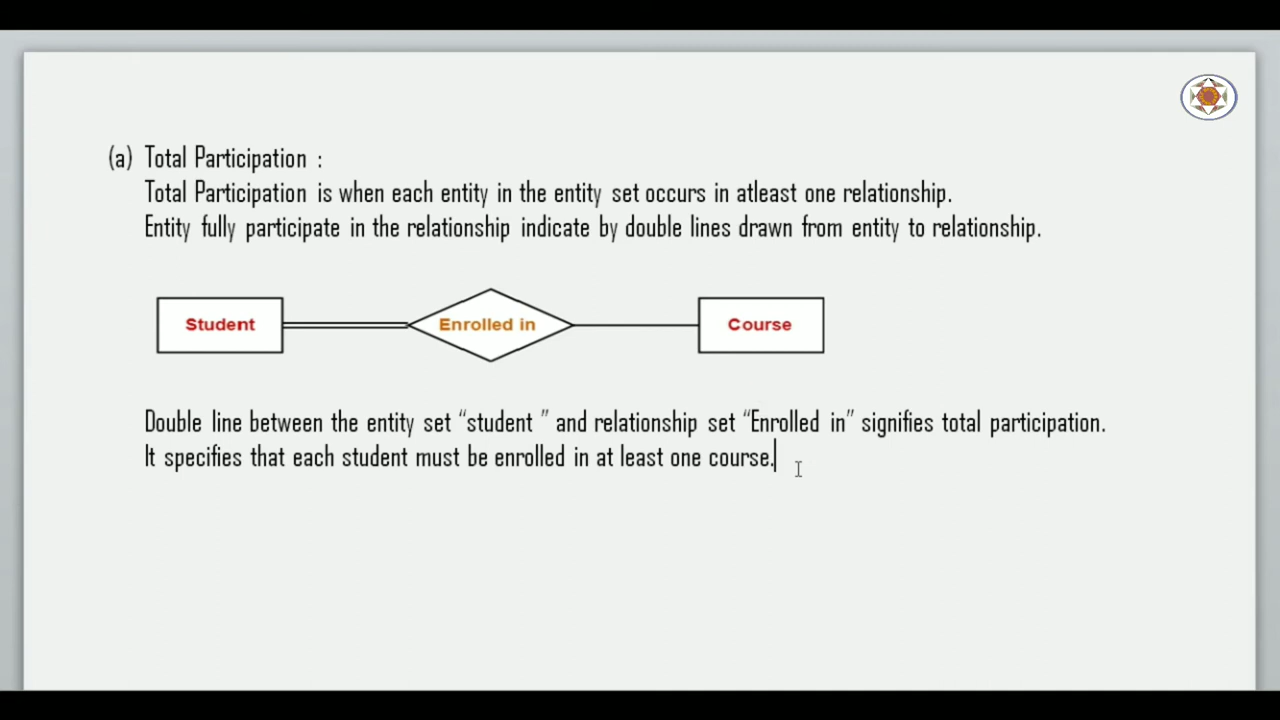 (a) Total Participation :
Total Participation is when each entity in the entity set occurs in atleast one relationship.
Entity fully participate in the relationship indicate by double lines drawn from entity to relationship.
Student
Enrolled in
Course
Double line between the entity set “student ” and relationship set “Enrolled in” signifies total participation.
It specifies that each student must be enrolled in at least one course.